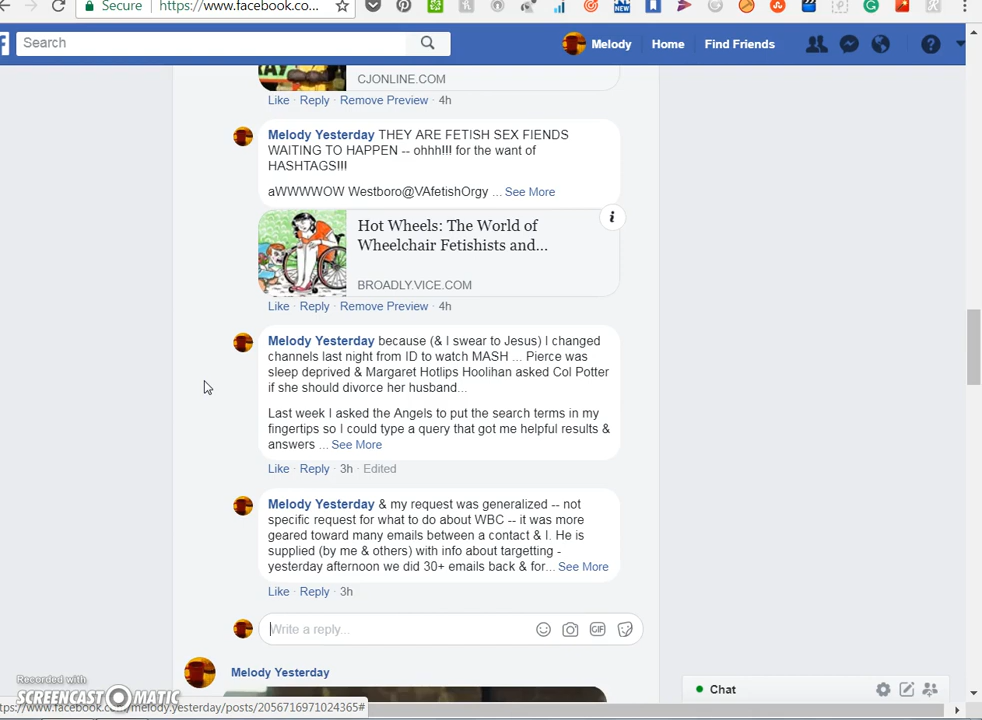 Secure
https://www.facebook.co...
NEW
Search
Melody
Home
Find Friends
CJONLINE.COM
Like · Reply · Remove Preview · 4h
Melody Yesterday THEY ARE FETISH SEX FIENDS
WAITING TO HAPPEN -- ohhh!!! for the want of
HASHTAGS!!!
aWWWWOW Westboro@VAfetishOrgy ... See More
Hot Wheels: The World of
Wheelchair Fetishists and...
BROADLY.VICE.COM
Like · Reply · Remove Preview · 4h
Melody Yesterday because (& I swear to Jesus) I changed
channels last night from ID to watch MASH ... Pierce was
sleep deprived & Margaret Hotlips Hoolihan asked Col Potter
if she should divorce her husband...
Last week I asked the Angels to put the search terms in my
fingertips so I could type a query that got me helpful results &
answers ... See More
Like · Reply · 3h · Edited
Melody Yesterday & my request was generalized -- not
specific request for what to do about WBC -- it was more
geared toward many emails between a contact & I. He is
supplied (by me & others) with info about targetting -
yesterday afternoon we did 30+ emails back & for... See More
Like · Reply · 3h
Write a reply...
GIF
Melody Yesterday
Chat
Recorded with
SCREENCAST MATIC
tps://www.facebook.com/melody.yesterday/posts/2056716971024365#